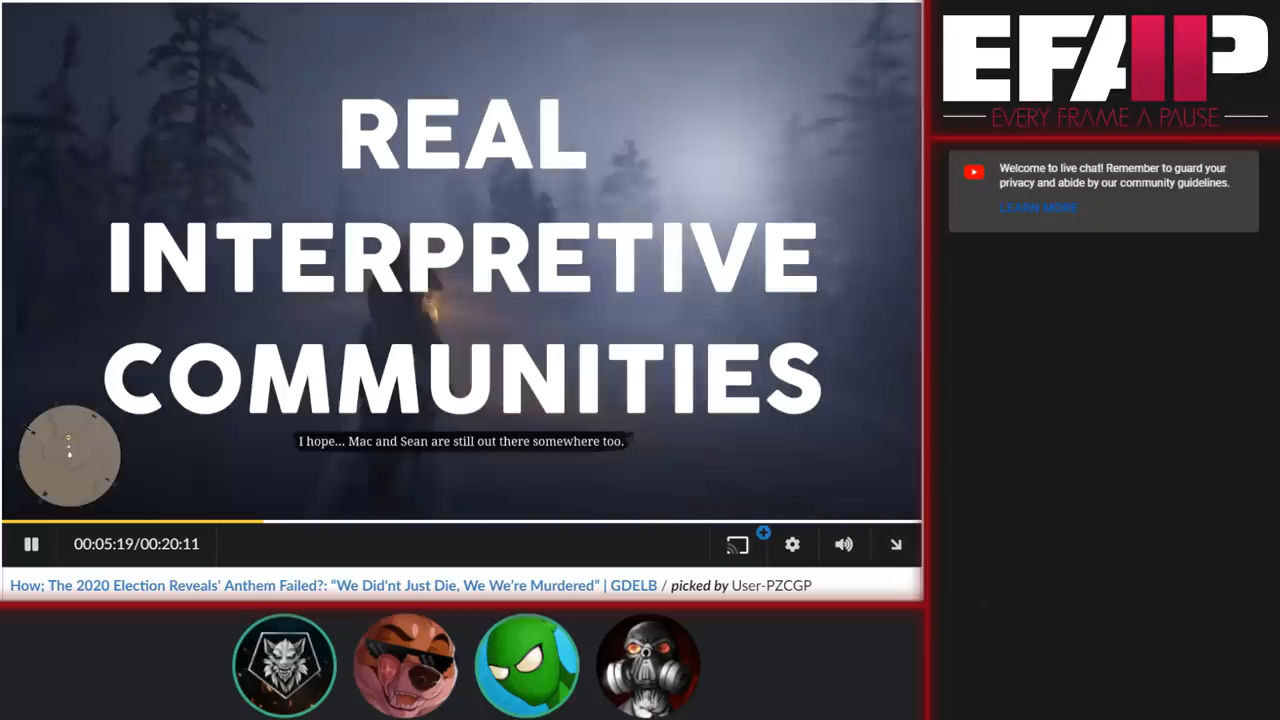 REAL
INTERPRETIVE
COMMUNITIES
I hope... Mac and Sean are still out there somewhere too.
00:05:19/00:20:11
How; The 2020 Election Reveals' Anthem Failed?: “We Did'nt Just Die, We We’re Murdered” | GDELB / picked by User-PZCGP
EFAP
EVERY FRAME A PAUSE
Welcome to live chat! Remember to guard your
privacy and abide by our community guidelines.
LEARN MORE